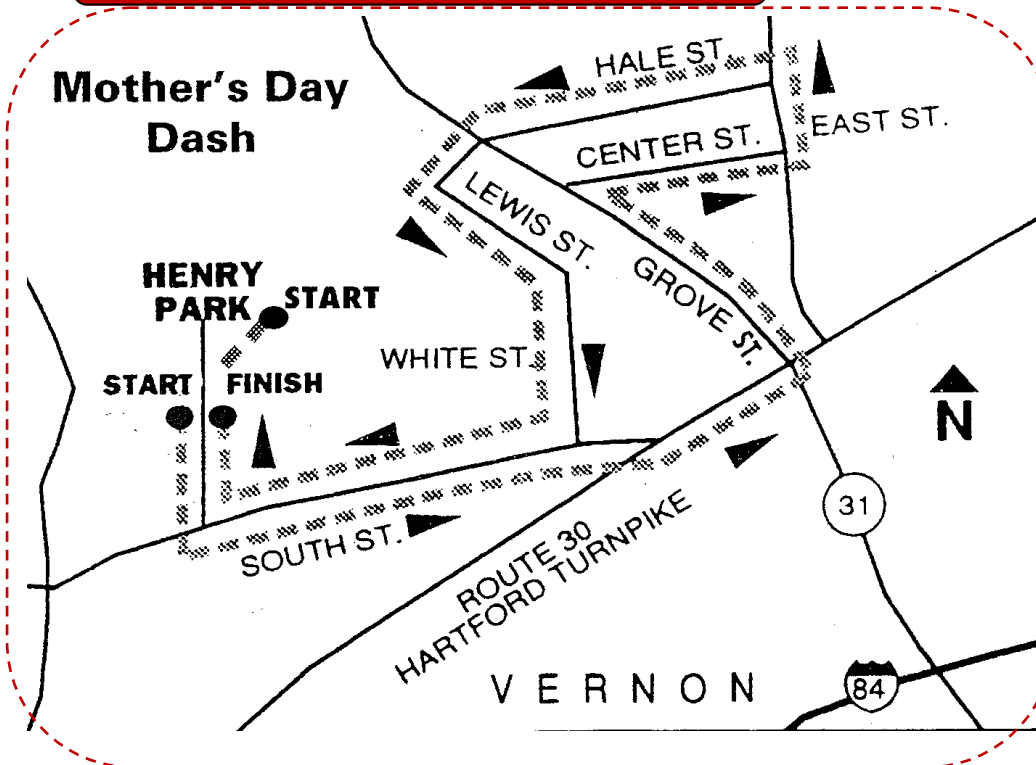 Mother's Day
Dash
HALE ST.
EAST ST.
CENTER ST.
LEWIS ST.
GROVE ST.
HENRY
PARK
START
WHITE ST.
START
FINISH
N
31
SOUTH ST.
ROUTE 30
HARTFORD TURNPIKE
VERNON
84